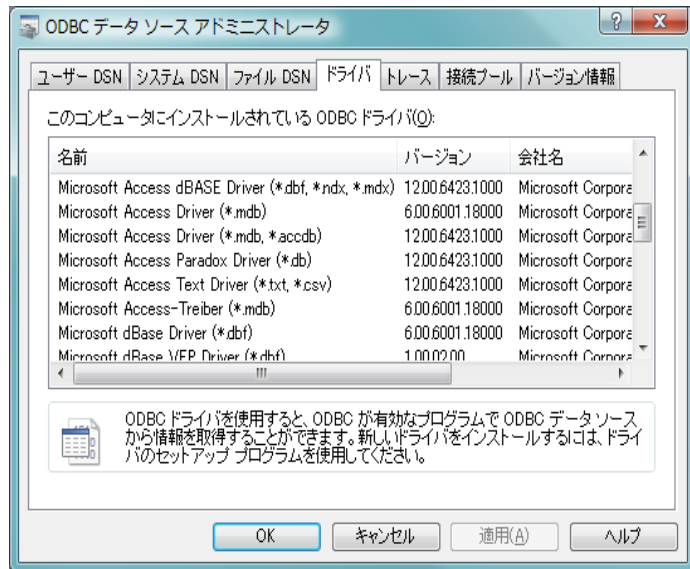 ODBC データ ソース アドミニストレータ
ユーザー DSN システム DSN ファイル DSN ドライバ トレース 接続プール バージョン情報
このコンピュータにインストールされている ODBC ドライバ(O):
名前 バージョン 会社名
Microsoft Access dBASE Driver (*.dbf, *.ndx, *.mdx) 12.00.6423.1000 Microsoft Corpora
Microsoft Access Driver (*.mdb) 6.00.6001.18000 Microsoft Corpora
Microsoft Access Driver (*.mdb, *.accdb) 12.00.6423.1000 Microsoft Corpora
Microsoft Access Paradox Driver (*.db) 12.00.6423.1000 Microsoft Corpora
Microsoft Access Text Driver (*.txt, *.csv) 12.00.6423.1000 Microsoft Corpora
Microsoft Access-Treiber (*.mdb) 6.00.6001.18000 Microsoft Corpora
Microsoft dBase Driver (*.dbf) 6.00.6001.18000 Microsoft Corpora
Microsoft dBase VFP Driver (*.dbf) 1.00.02.00 Microsoft Corpora
ODBC ドライバを使用すると、ODBC が有効なプログラムで ODBC データ ソース
から情報を取得することができます。新しいドライバをインストールするには、ドライ
バのセットアップ プログラムを使用してください。
OK キャンセル 適用(A) ヘルプ